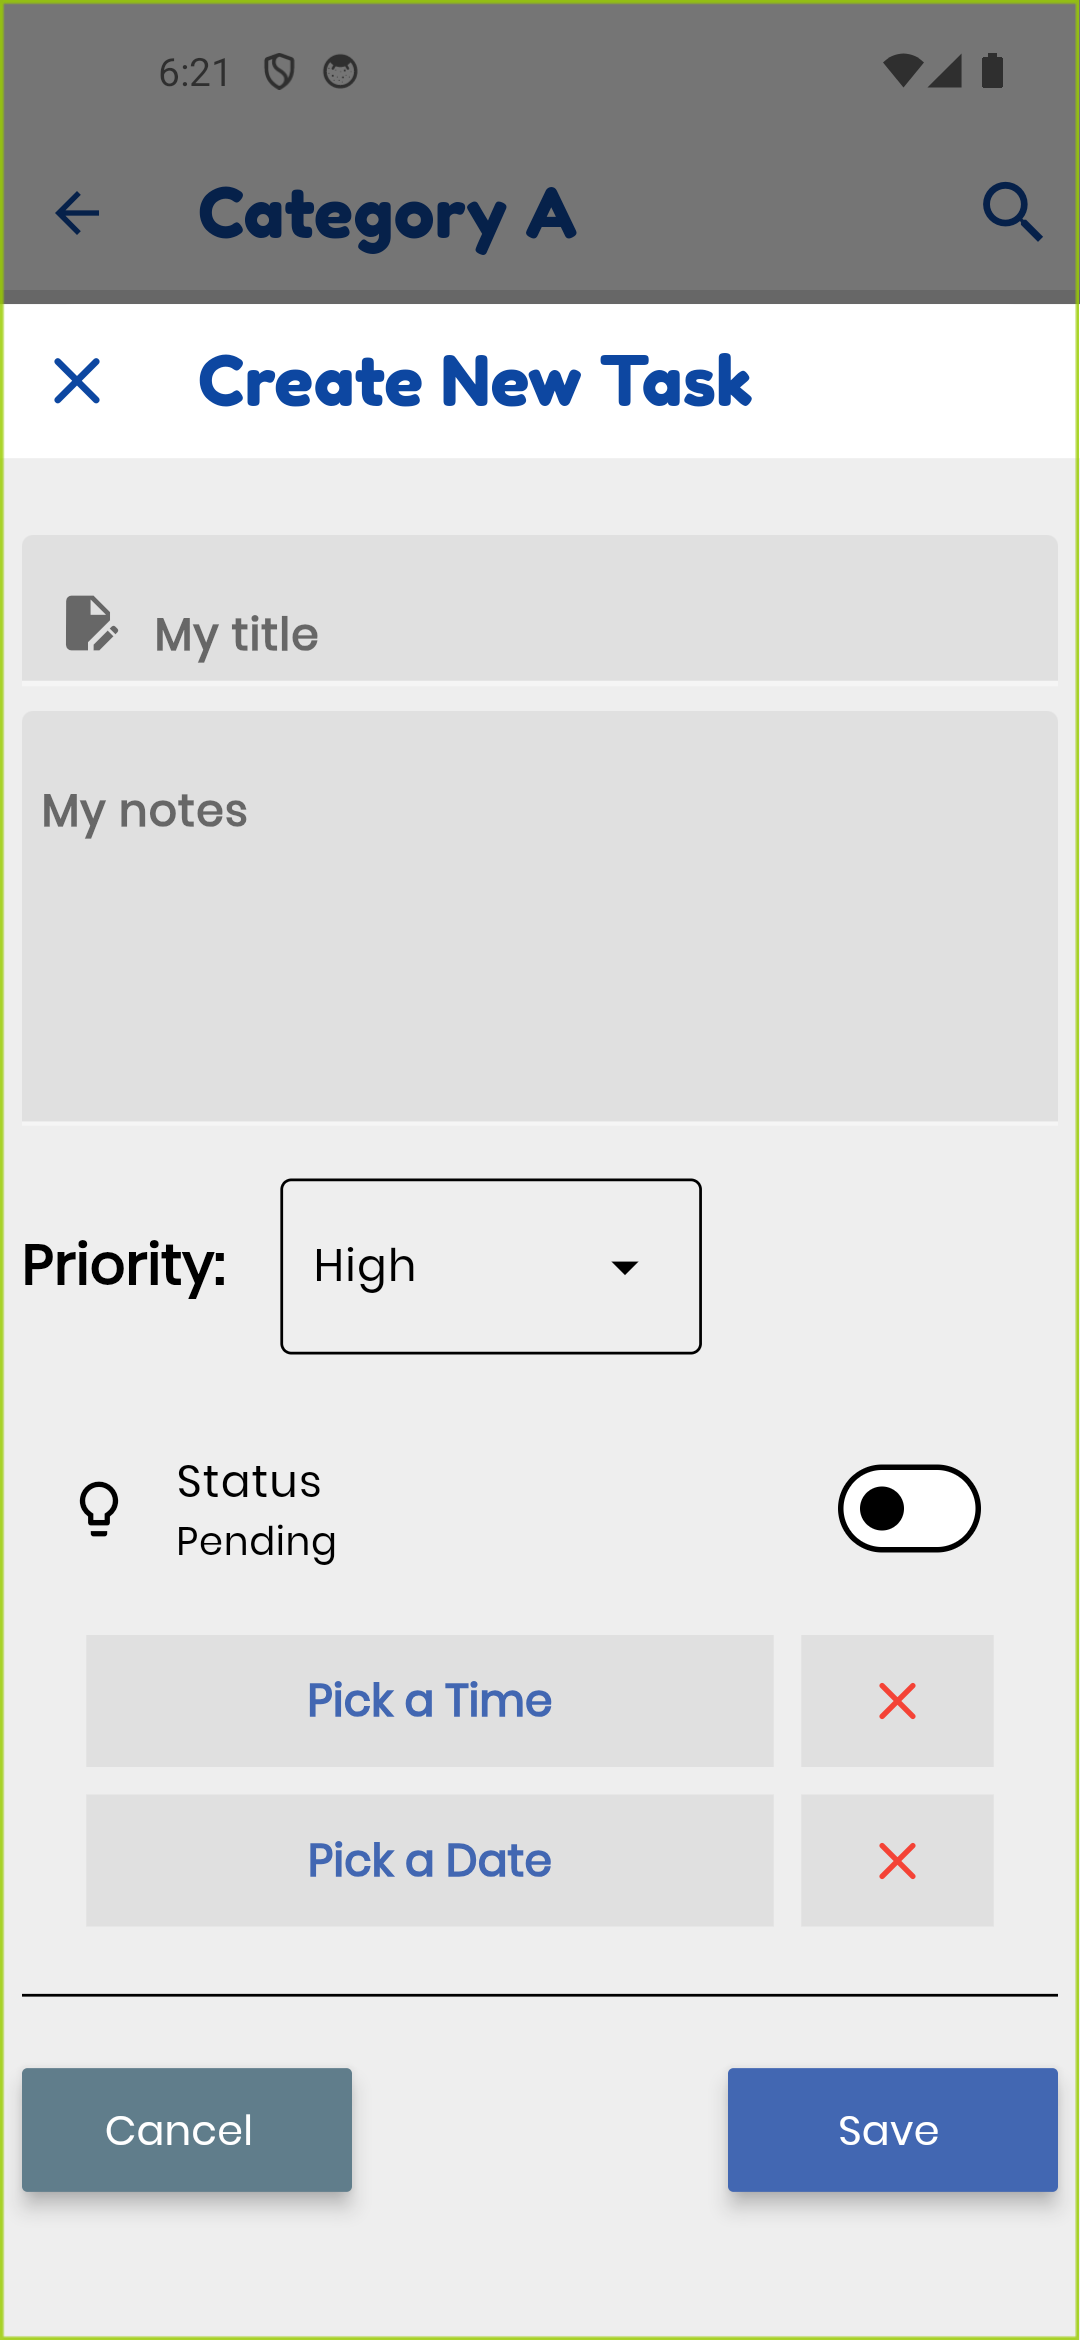 6:21
Category A
Create New Task
My title
My notes
Priority:
High
Status
Pending
Pick a Time
Pick a Date
Cancel
Save